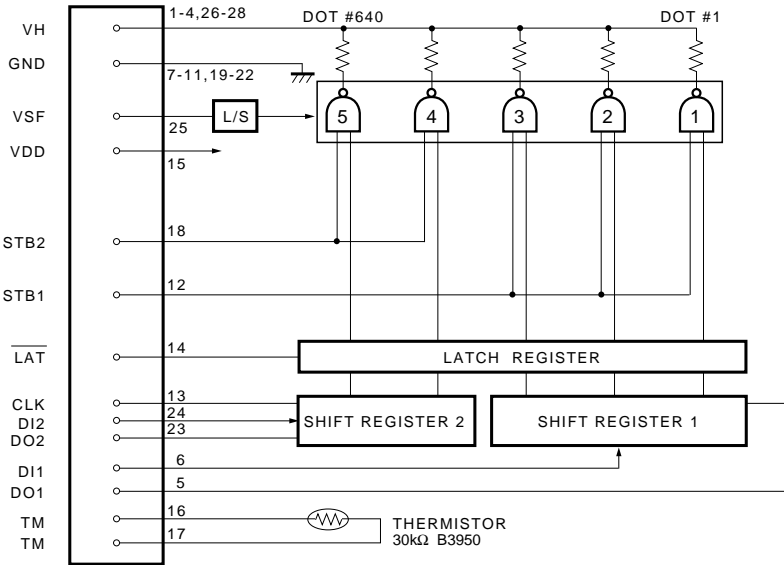 1-4,26-28
DOT #640
DOT #1
VH
GND
7-11,19-22
VSF
25
L/S
5
4
3
2
1
VDD
15
STB2
18
STB1
12
LAT
14
LATCH REGISTER
CLK
13
DI2
24
DO2
23
SHIFT REGISTER 2
SHIFT REGISTER 1
DI1
6
DO1
5
TM
16
TM
17
THERMISTOR
30kΩ B3950